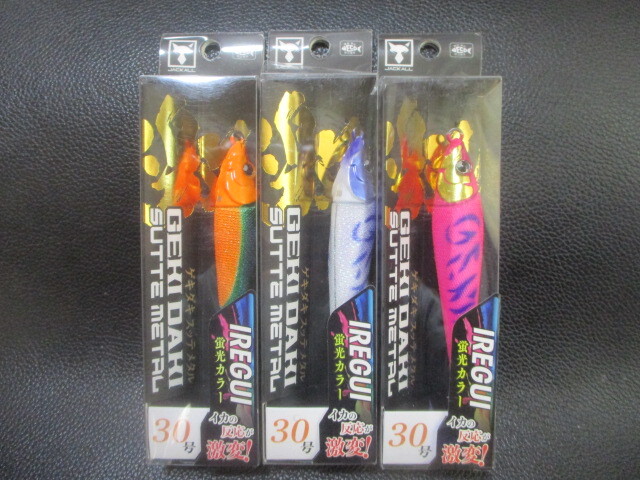 JACKALL
GEKI DAKI
SUTTE METAL
ゲキダキスッテメタル
IREGUI
蛍光カラー
イカの
反応が
激変!
30号
JACKALL
GEKI DAKI
SUTTE METAL
ゲキダキスッテメタル
IREGUI
蛍光カラー
イカの
反応が
激変!
30号
JACKALL
GEKI DAKI
SUTTE METAL
ゲキダキスッテメタル
IREGUI
蛍光カラー
イカの
反応が
激変!
30号